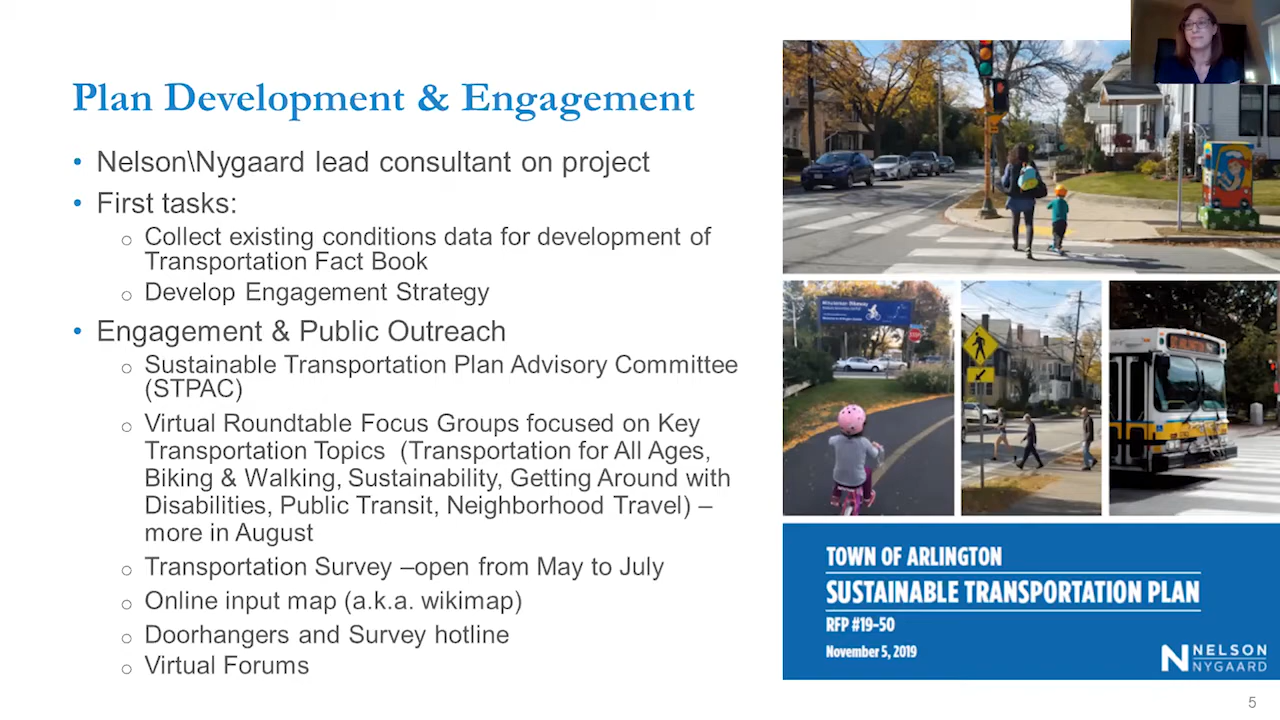 Plan Development & Engagement
• Nelson\Nygaard lead consultant on project
• First tasks:
o Collect existing conditions data for development of
Transportation Fact Book
o Develop Engagement Strategy
• Engagement & Public Outreach
o Sustainable Transportation Plan Advisory Committee
(STPAC)
o Virtual Roundtable Focus Groups focused on Key
Transportation Topics (Transportation for All Ages,
Biking & Walking, Sustainability, Getting Around with
Disabilities, Public Transit, Neighborhood Travel) –
more in August
o Transportation Survey –open from May to July
o Online input map (a.k.a. wikimap)
o Doorhangers and Survey hotline
o Virtual Forums
TOWN OF ARLINGTON
SUSTAINABLE TRANSPORTATION PLAN
RFP #19-50
November 5, 2019
NELSON
NYGAARD
5